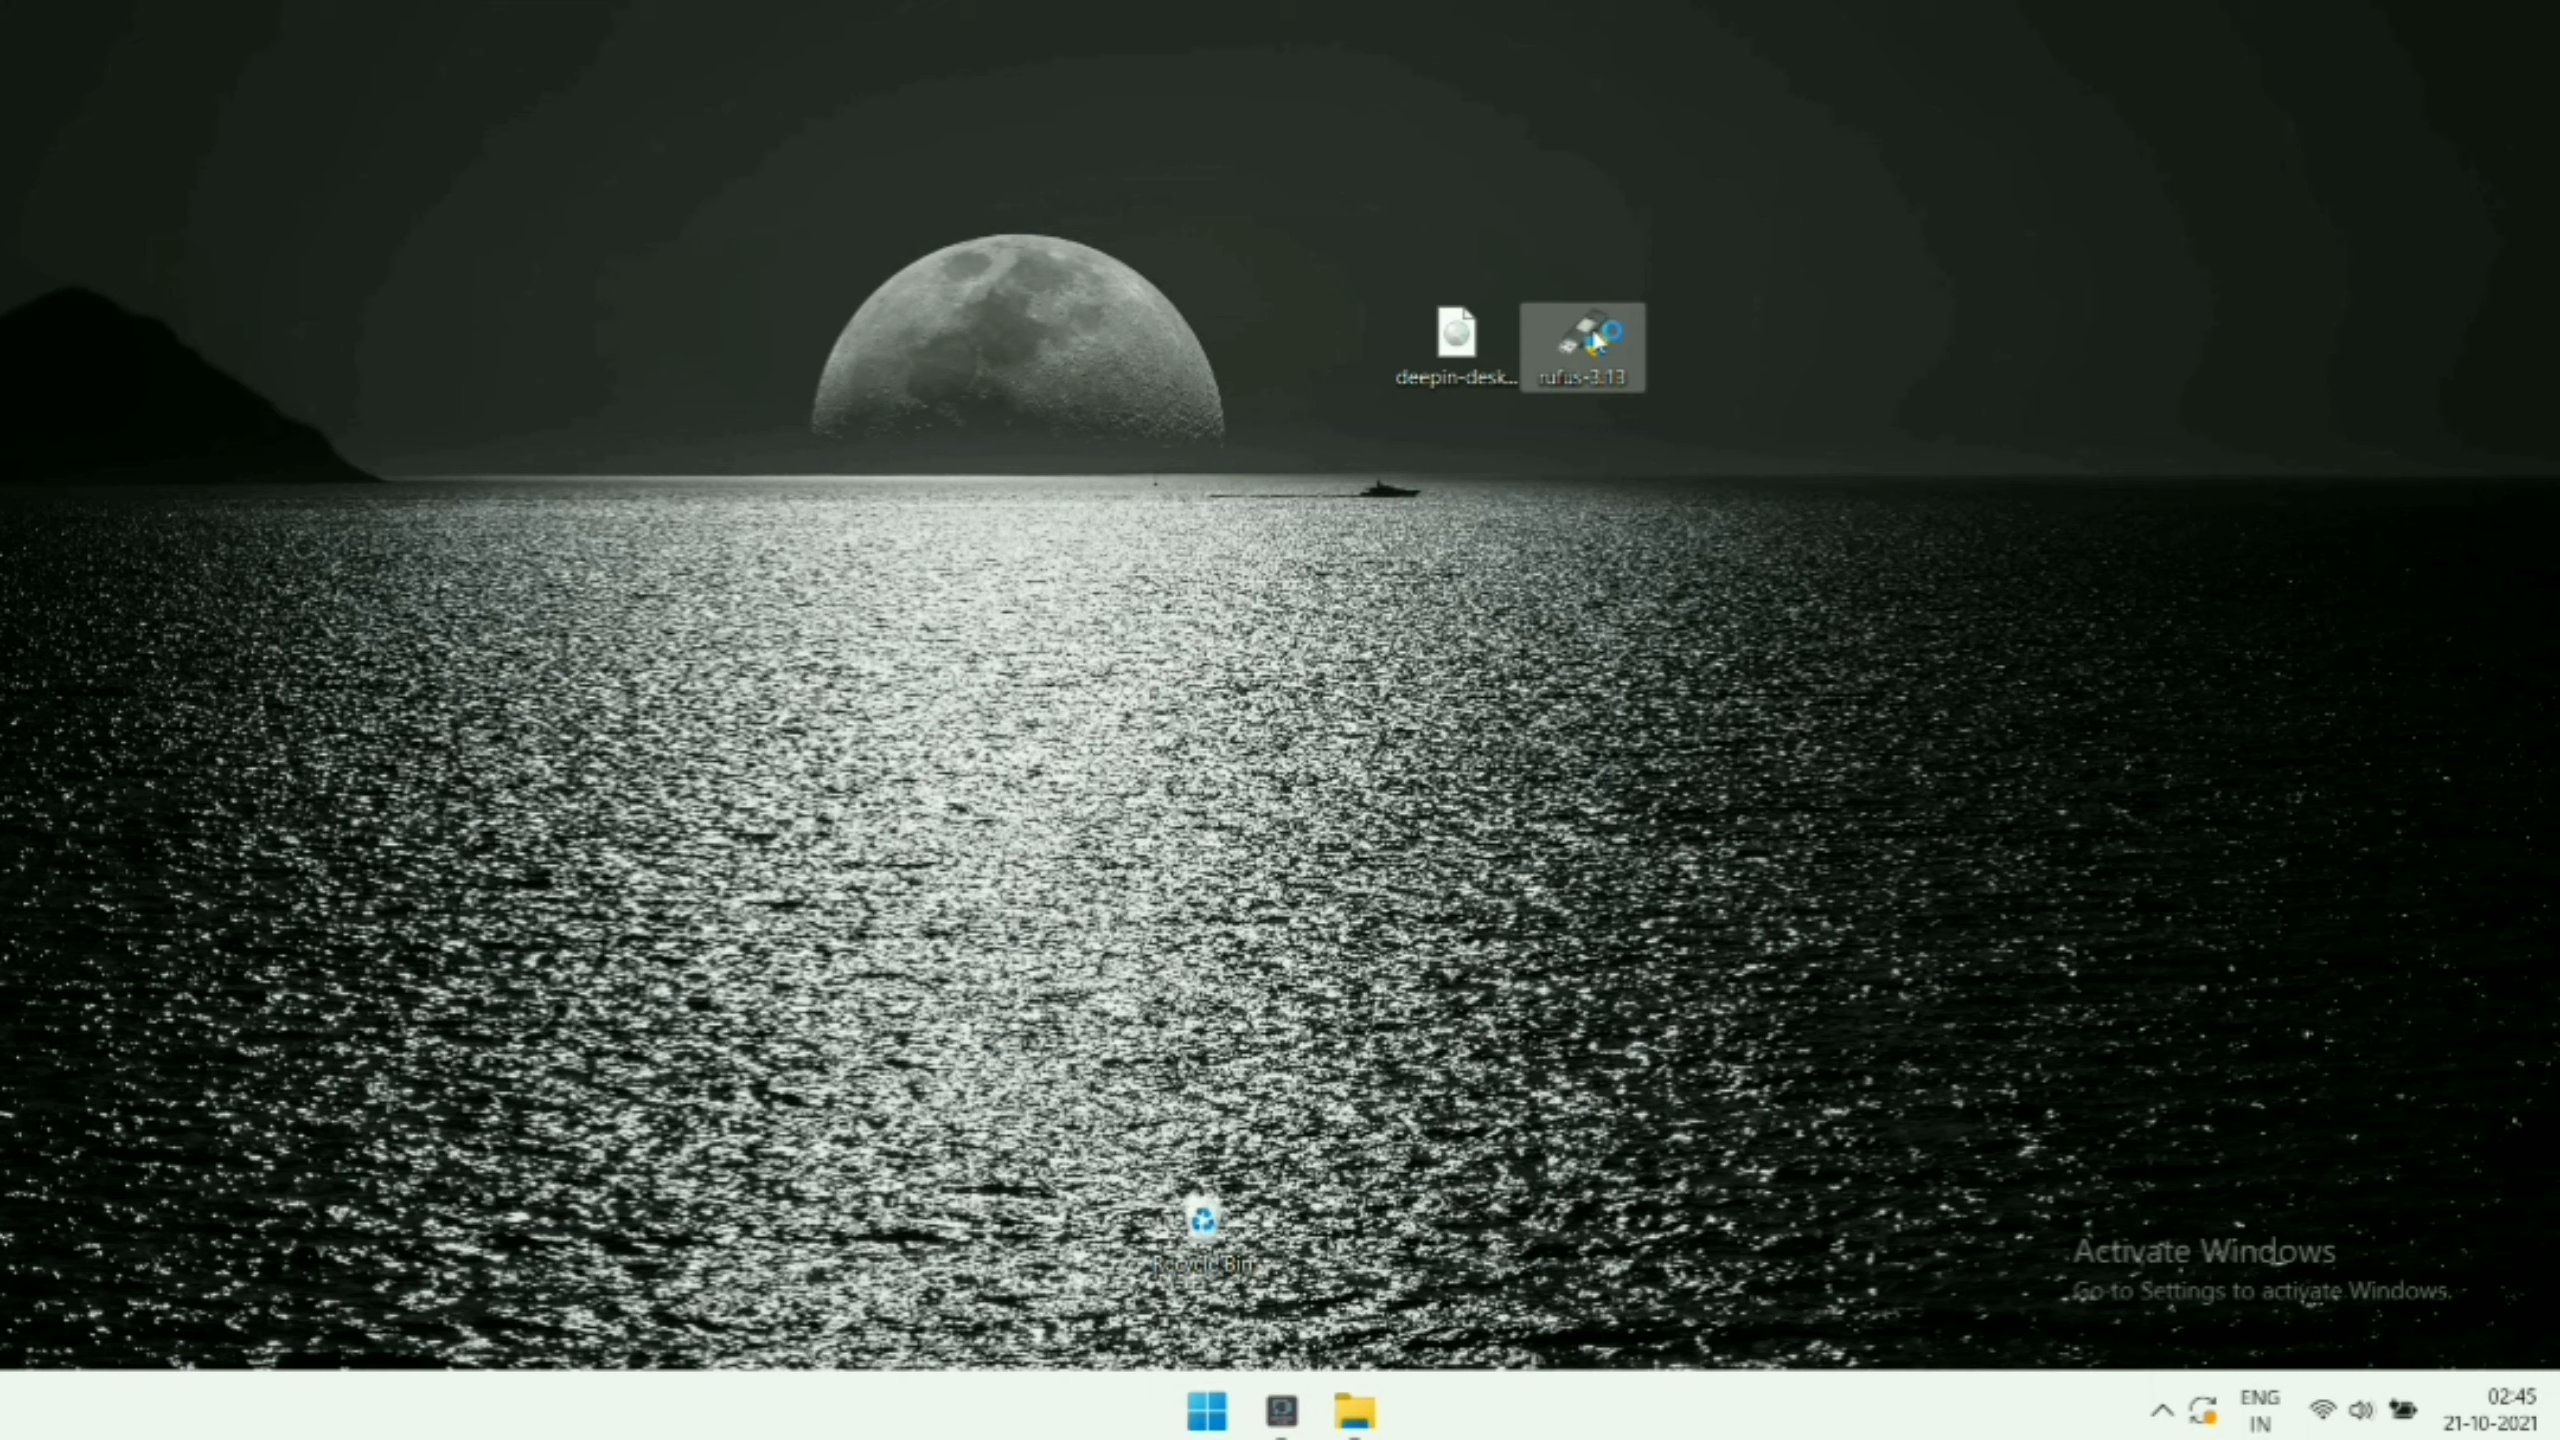 deepin-desk...
rufus-3.13
Recycle Bin
Activate Windows
Go to Settings to activate Windows.
ENG
IN
02:45
21-10-2021